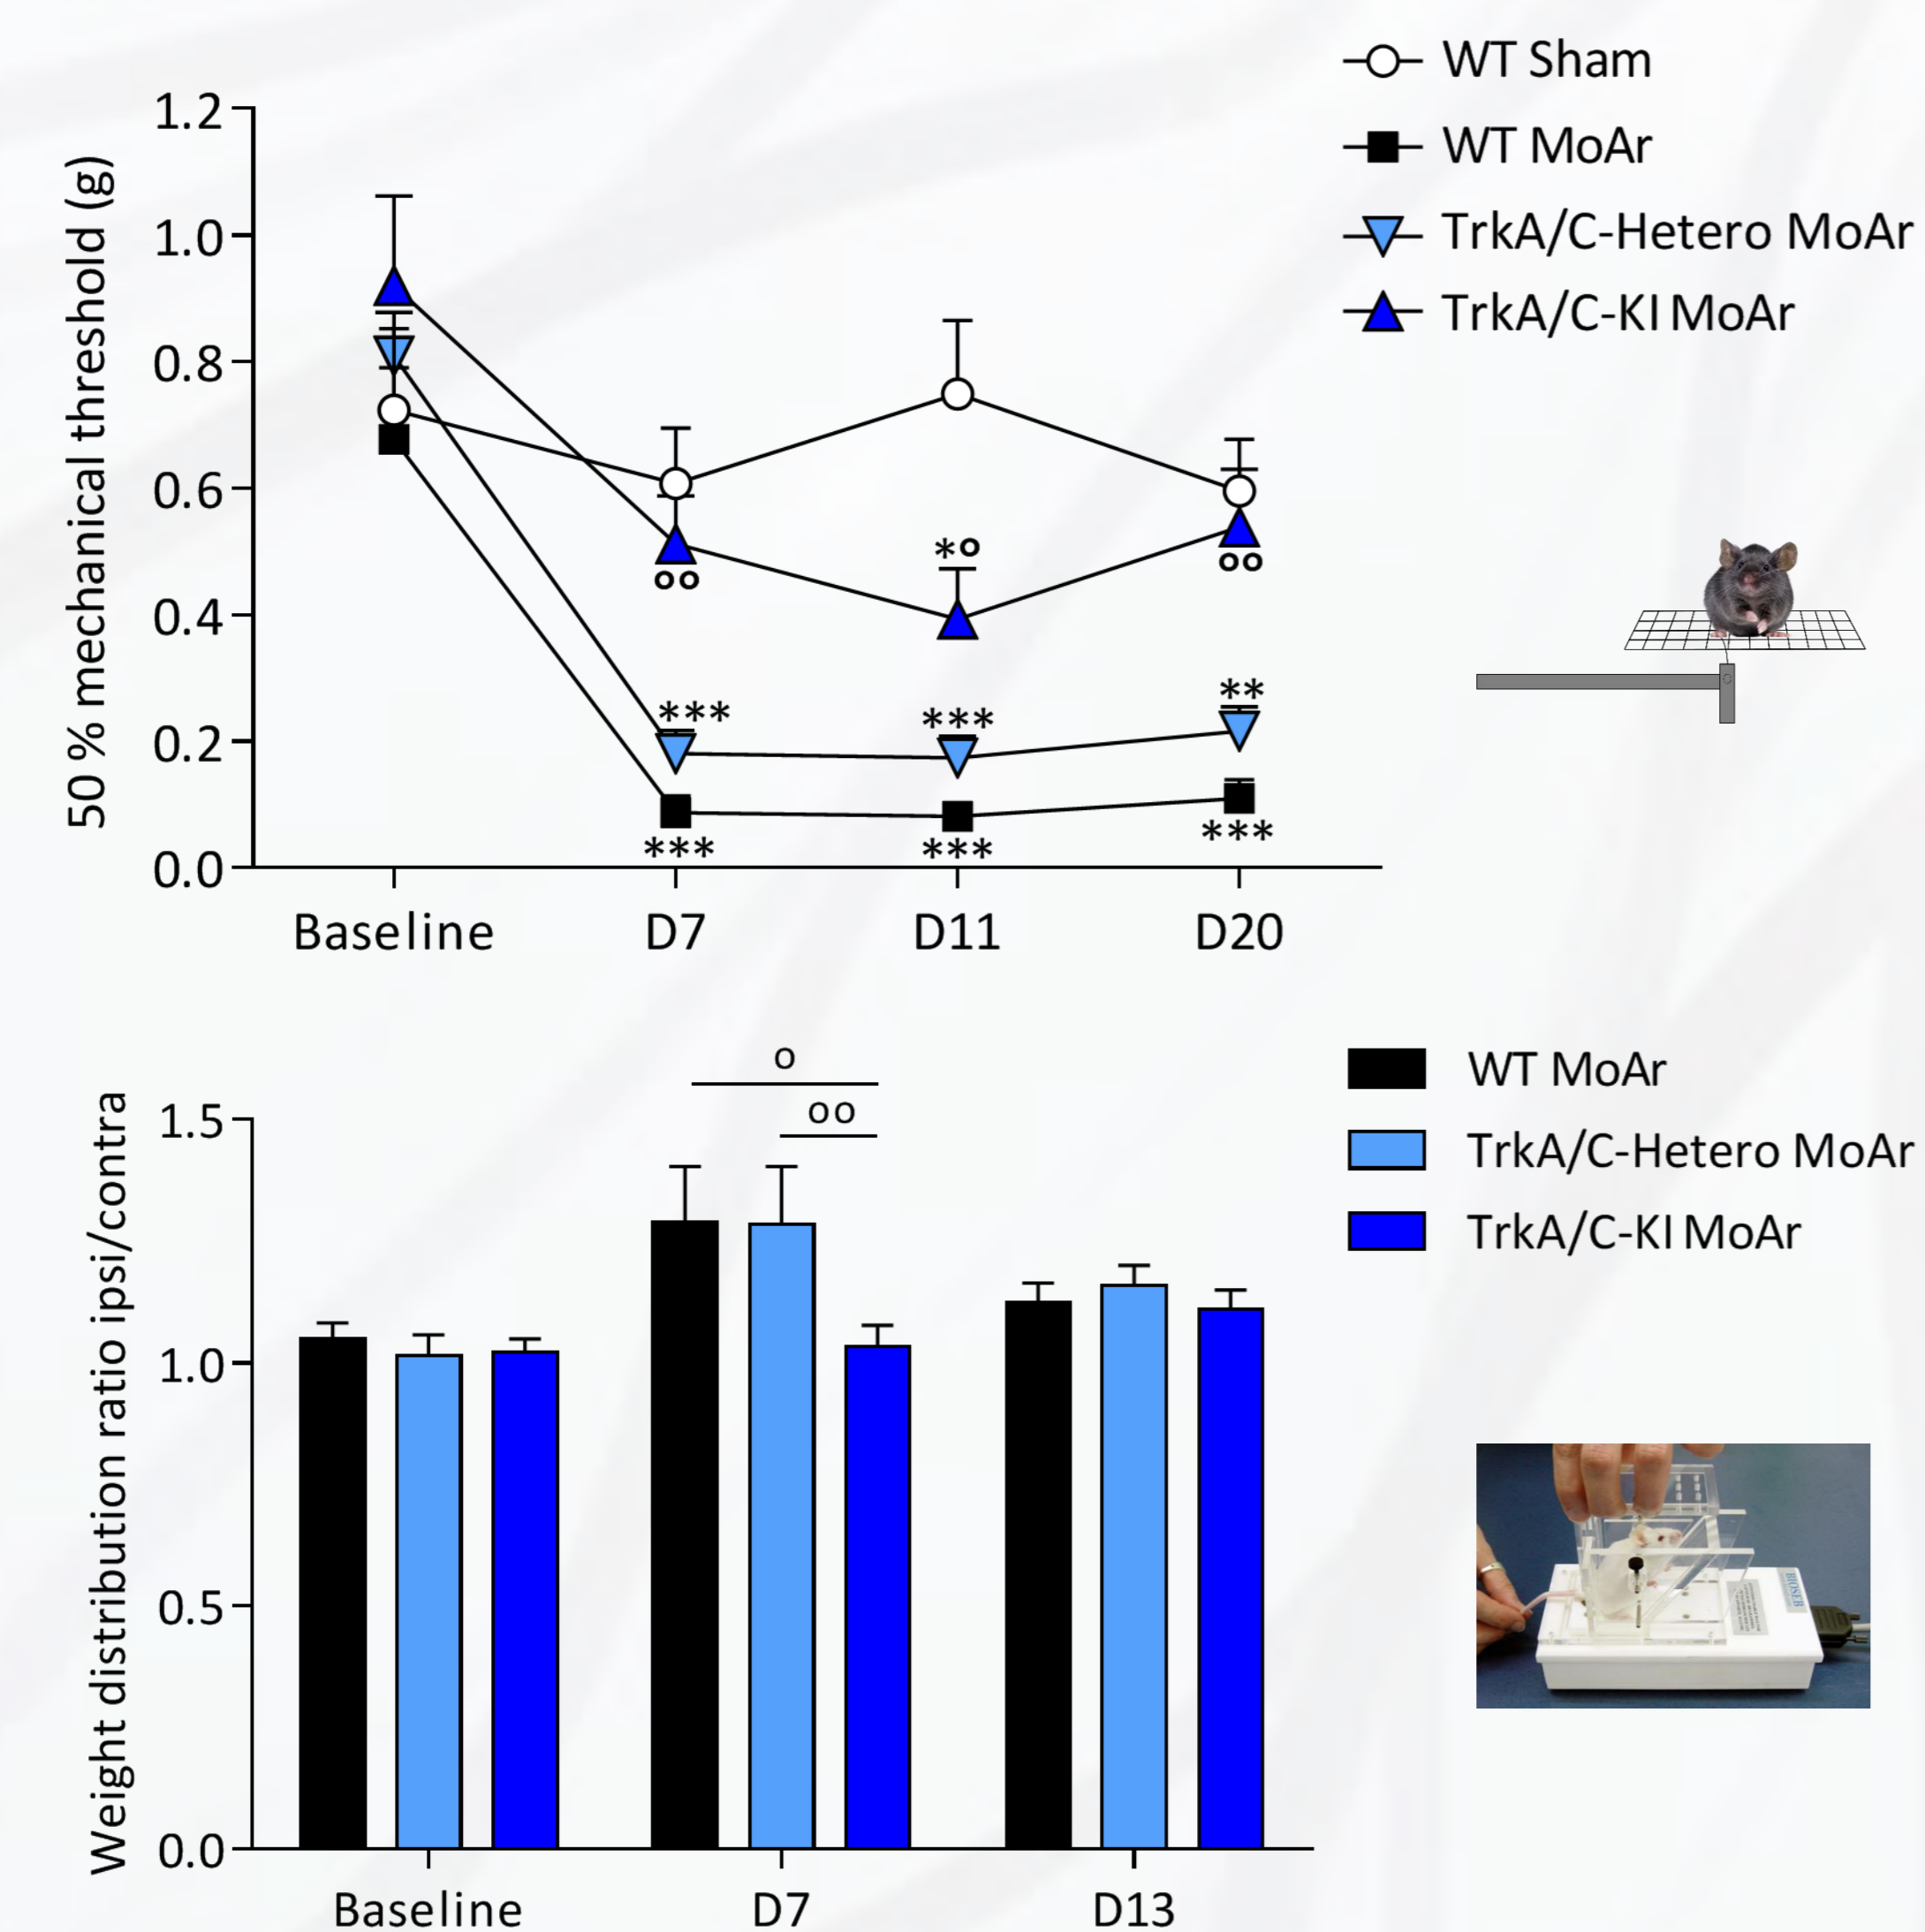 WT Sham
WT MoAr
TrkA/C-Hetero MoAr
TrkA/C-KI MoAr
50 % mechanical threshold (g)
1.2
1.0
0.8
0.6
0.4
0.2
0.0
*o
oo
oo
***
***
**
***
***
***
Baseline D7 D11 D20
WT MoAr
TrkA/C-Hetero MoAr
TrkA/C-KI MoAr
Weight distribution ratio ipsi/contra
o
oo
1.5
1.0
0.5
0.0
Baseline D7 D13
BIOSEB